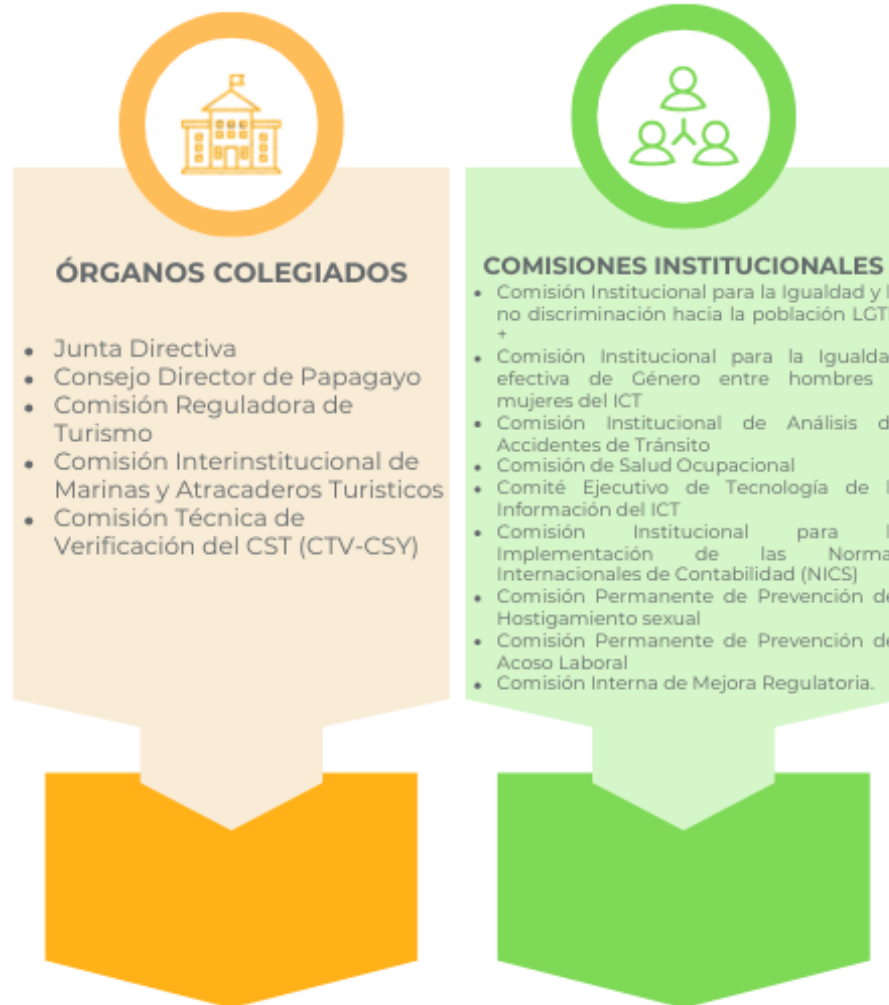 ÓRGANOS COLEGIADOS
• Junta Directiva
• Consejo Director de Papagayo
• Comisión Reguladora de
Turismo
• Comisión Interinstitucional de
Marinas y Atracaderos Turisticos
• Comisión Técnica de
Verificación del CST (CTV-CSY)
COMISIONES INSTITUCIONALES
• Comisión Institucional para la Igualdad y
no discriminación hacia la población
+
• Comisión Institucional para la
efectiva de Género entre hombres
mujeres del ICT
• Comisión Institucional de Análisis
Accidentes de Tránsito
• Comisión de Salud Ocupacional
• Comité Ejecutivo de Tecnología de
Información del ICT
• Comisión Institucional para
Implementación de las
Internacionales de Contabilidad (NICS)
• Comisión Permanente de Prevención
Hostigamiento sexual
• Comisión Permanente de Prevención
Acoso Laboral
• Comisión Interna de Mejora Regulatoria.